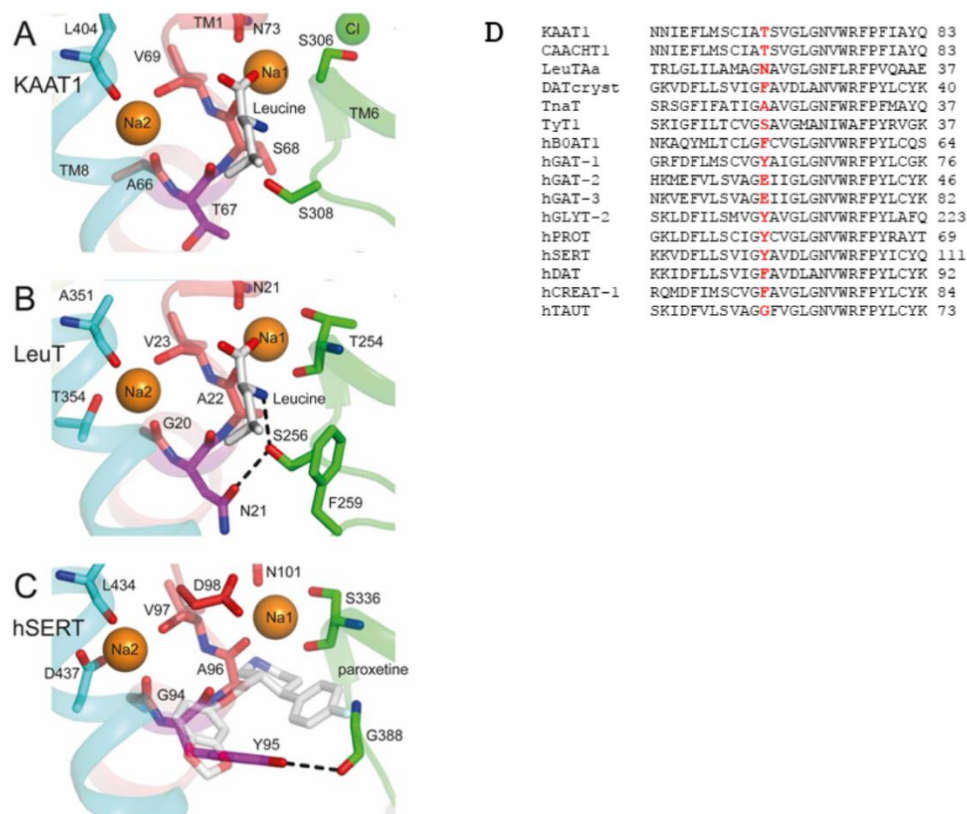 A
KAAT1
L404
TM1
N73
Cl
V69
Na1
S306
Leucine
TM6
Na2
S68
TM8
A66
T67
S308
B
LeuT
A351
N21
V23
Na1
T254
Na2
T354
A22
Leucine
G20
S256
N21
F259
C
hSERT
L434
D98
N101
V97
Na1
S336
Na2
paroxetine
D437
A96
G94
G388
Y95
D
KAAT1 NNIEFLMSCIATSVGLGNVWRFPFIAYQ 83
CAACHT1 NNTEFLMSCIATSVGLGNVWRFPFIAYQ 83
LeuTAa TRLGLILAMAGNAVGLGNFLRFPVQAAE 37
DATcryst GKVDFLLSVIGFAVDLANVWRFPYLCYK 40
TnaT SRSGFIFATIGAAVGLGNFWRFPFMAYQ 37
TyT1 SKIGFILTCVGSAVGMANIWAFPYRVGK 37
hB0AT1 NKAQYMLTCLGFCVGLGNVWRFPYLCQS 64
hGAT-1 GRFDFLMSCVGYAIGLGNVWRFPYLCGK 76
hGAT-2 HKMEFVLSVAGEIIGLGNVWRFPYLCYK 46
hGAT-3 NKVEFVLSVAGEIIGLGNVWRFPYLCYK 82
hGLYT-2 SKLDFILSMVGYAVGLGNVWRFPYLAFQ 223
hPROT GKLDFLLSCIGYCVGLGNVWRFPYRAYT 69
hSERT KKVDFLLSVIGYAVDLGNVWRFPYICYQ 111
hDAT KKIDFLLSVIGFAVDLANVWRFPYLCYK 92
hCREAT-1 RQMDFIMSCVGFAVGLGNVWRFPYLCYK 84
hTAUT SKIDFVLSVAGGFVGLGNVWRFPYLCYK 73